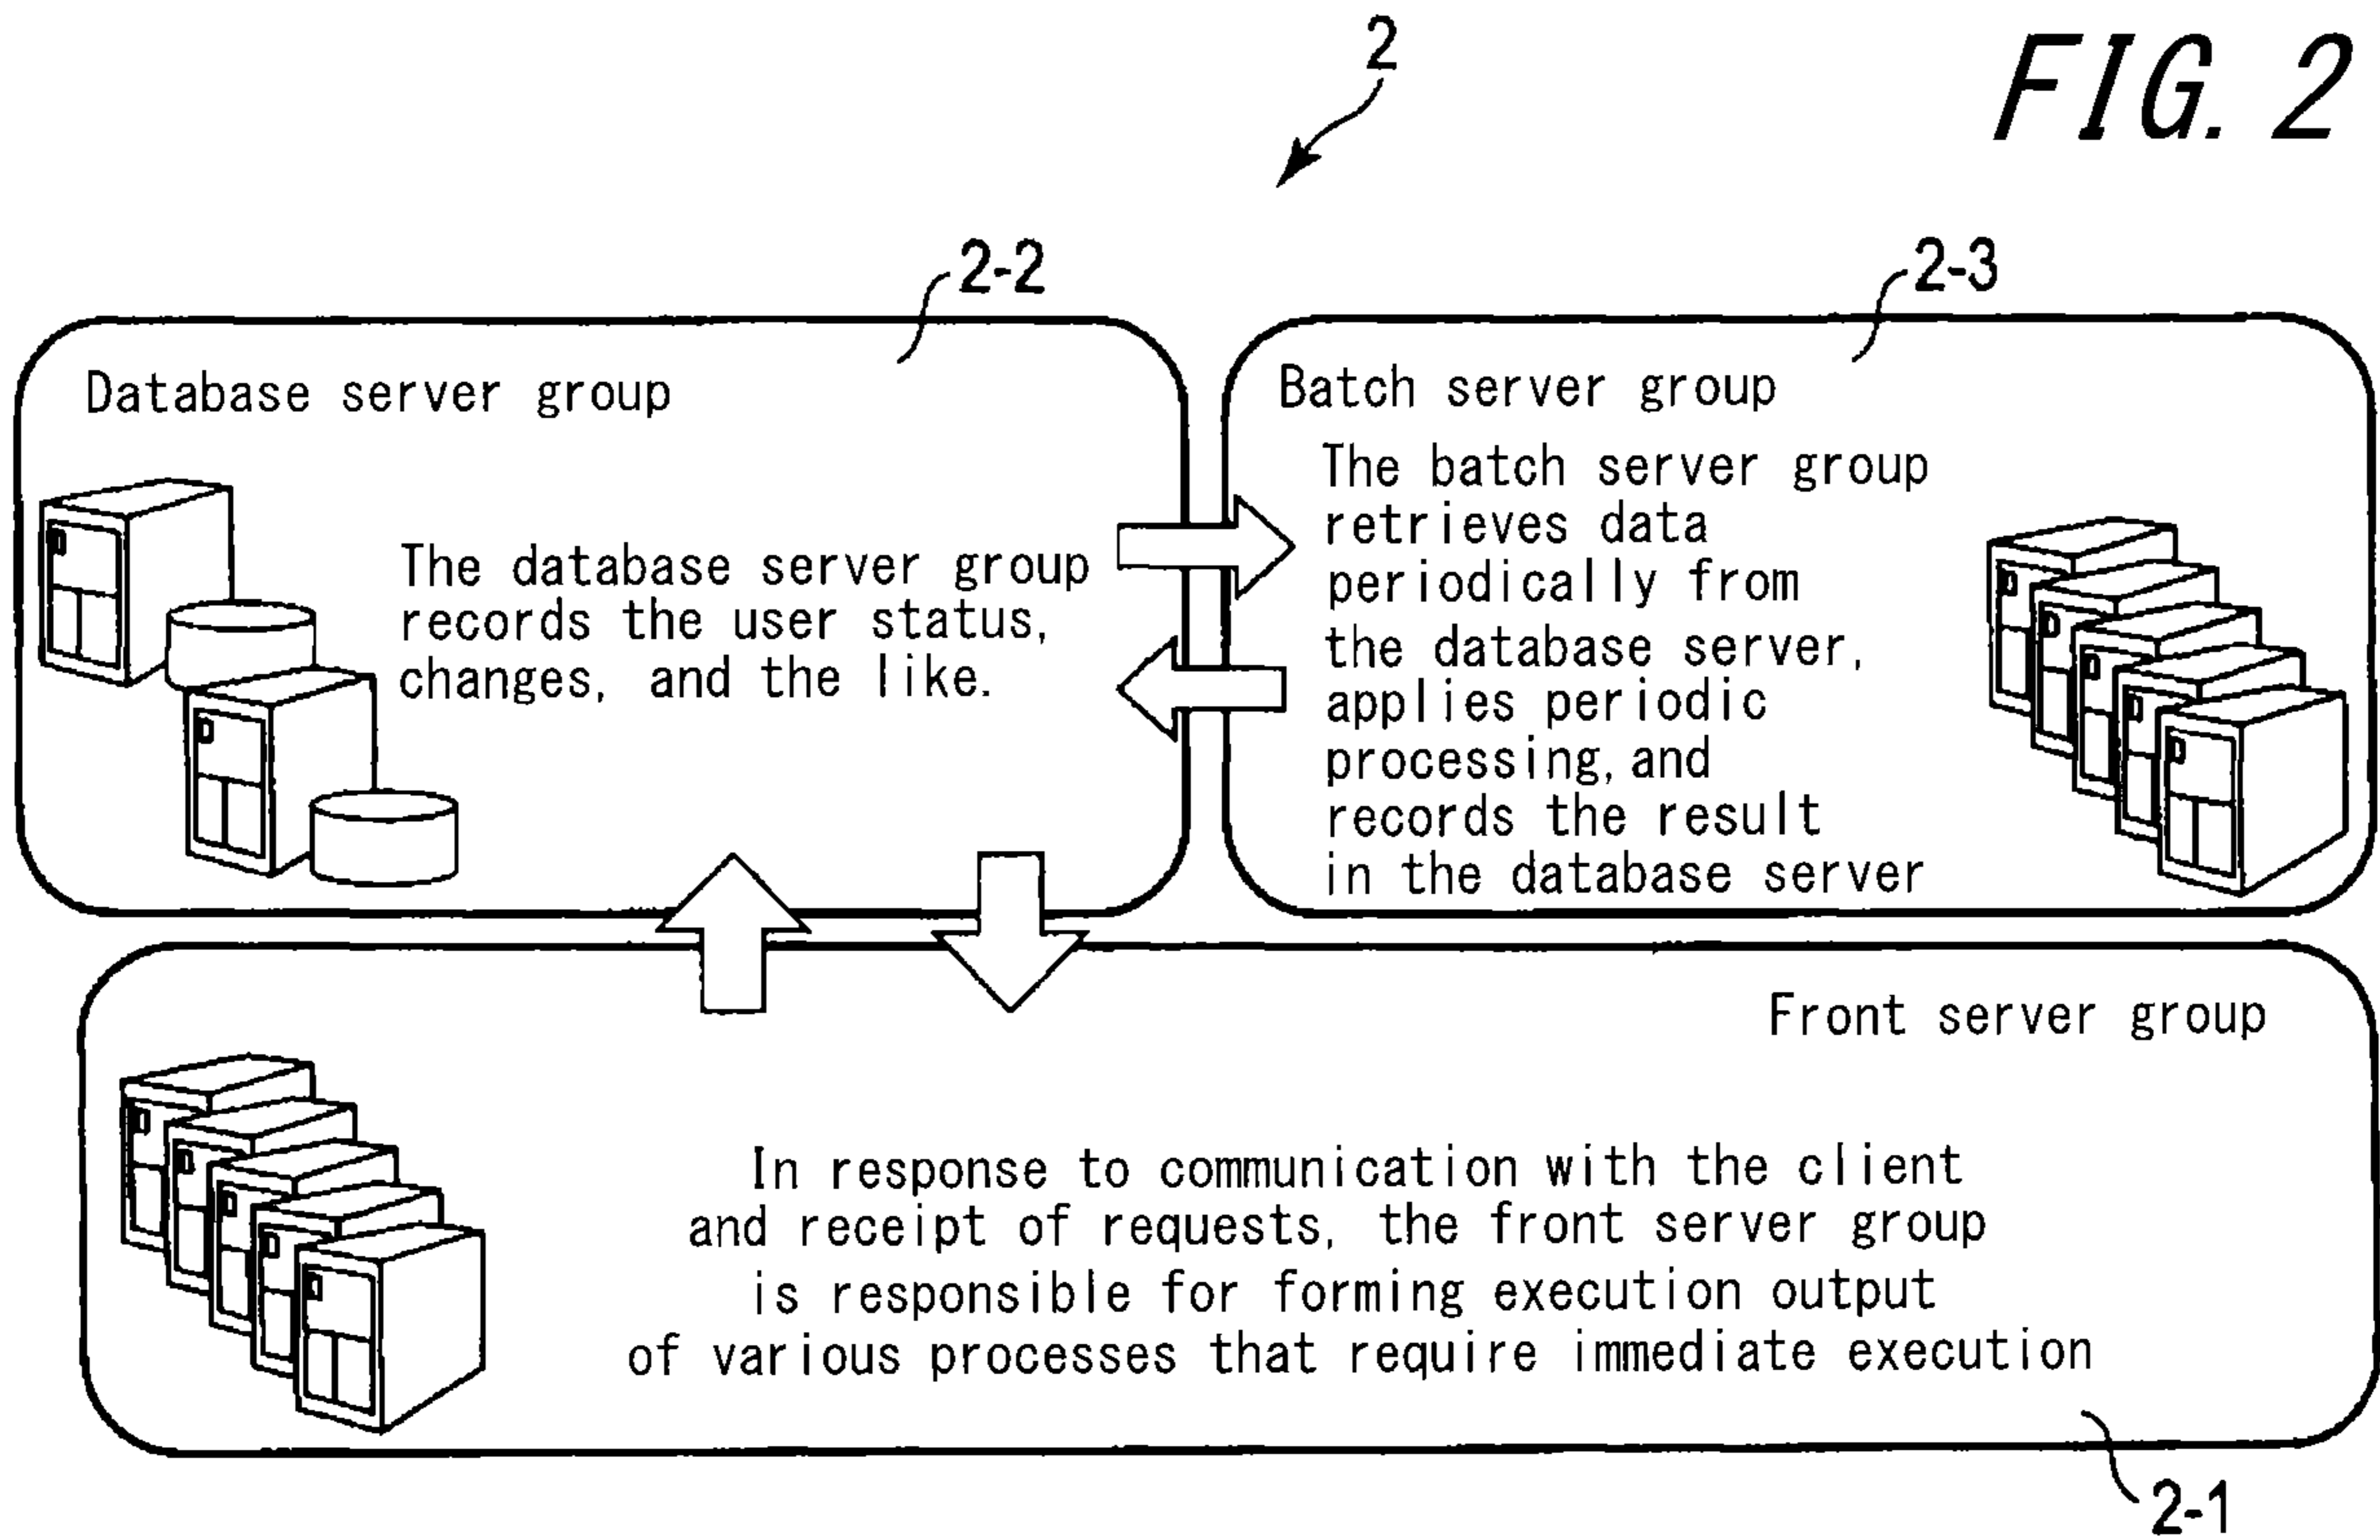 FIG. 2
2
2-2
Database server group
The database server group
records the user status,
changes, and the like.
2-3
Batch server group
The batch server group
retrieves data
periodically from
the database server,
applies periodic
processing, and
records the result
in the database server
Front server group
In response to communication with the client
and receipt of requests, the front server group
is responsible for forming execution output
of various processes that require immediate execution
2-1